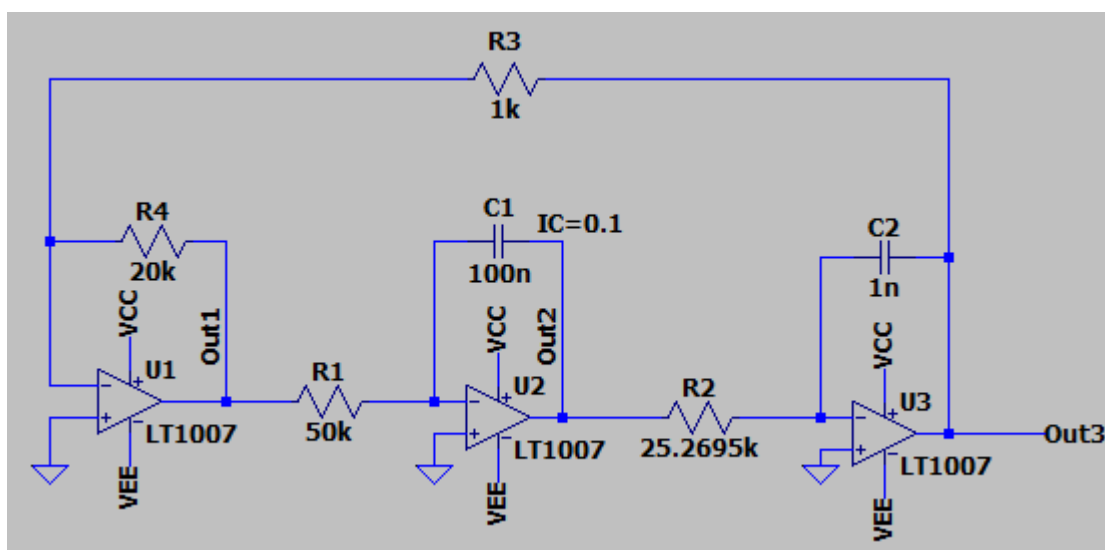 R3
1k
R4
20k
VCC
Out1
U1
LT1007
VEE
R1
50k
C1
IC=0.1
100n
VCC
Out2
U2
LT1007
VEE
R2
25.2695k
C2
1n
VCC
U3
LT1007
VEE
Out3